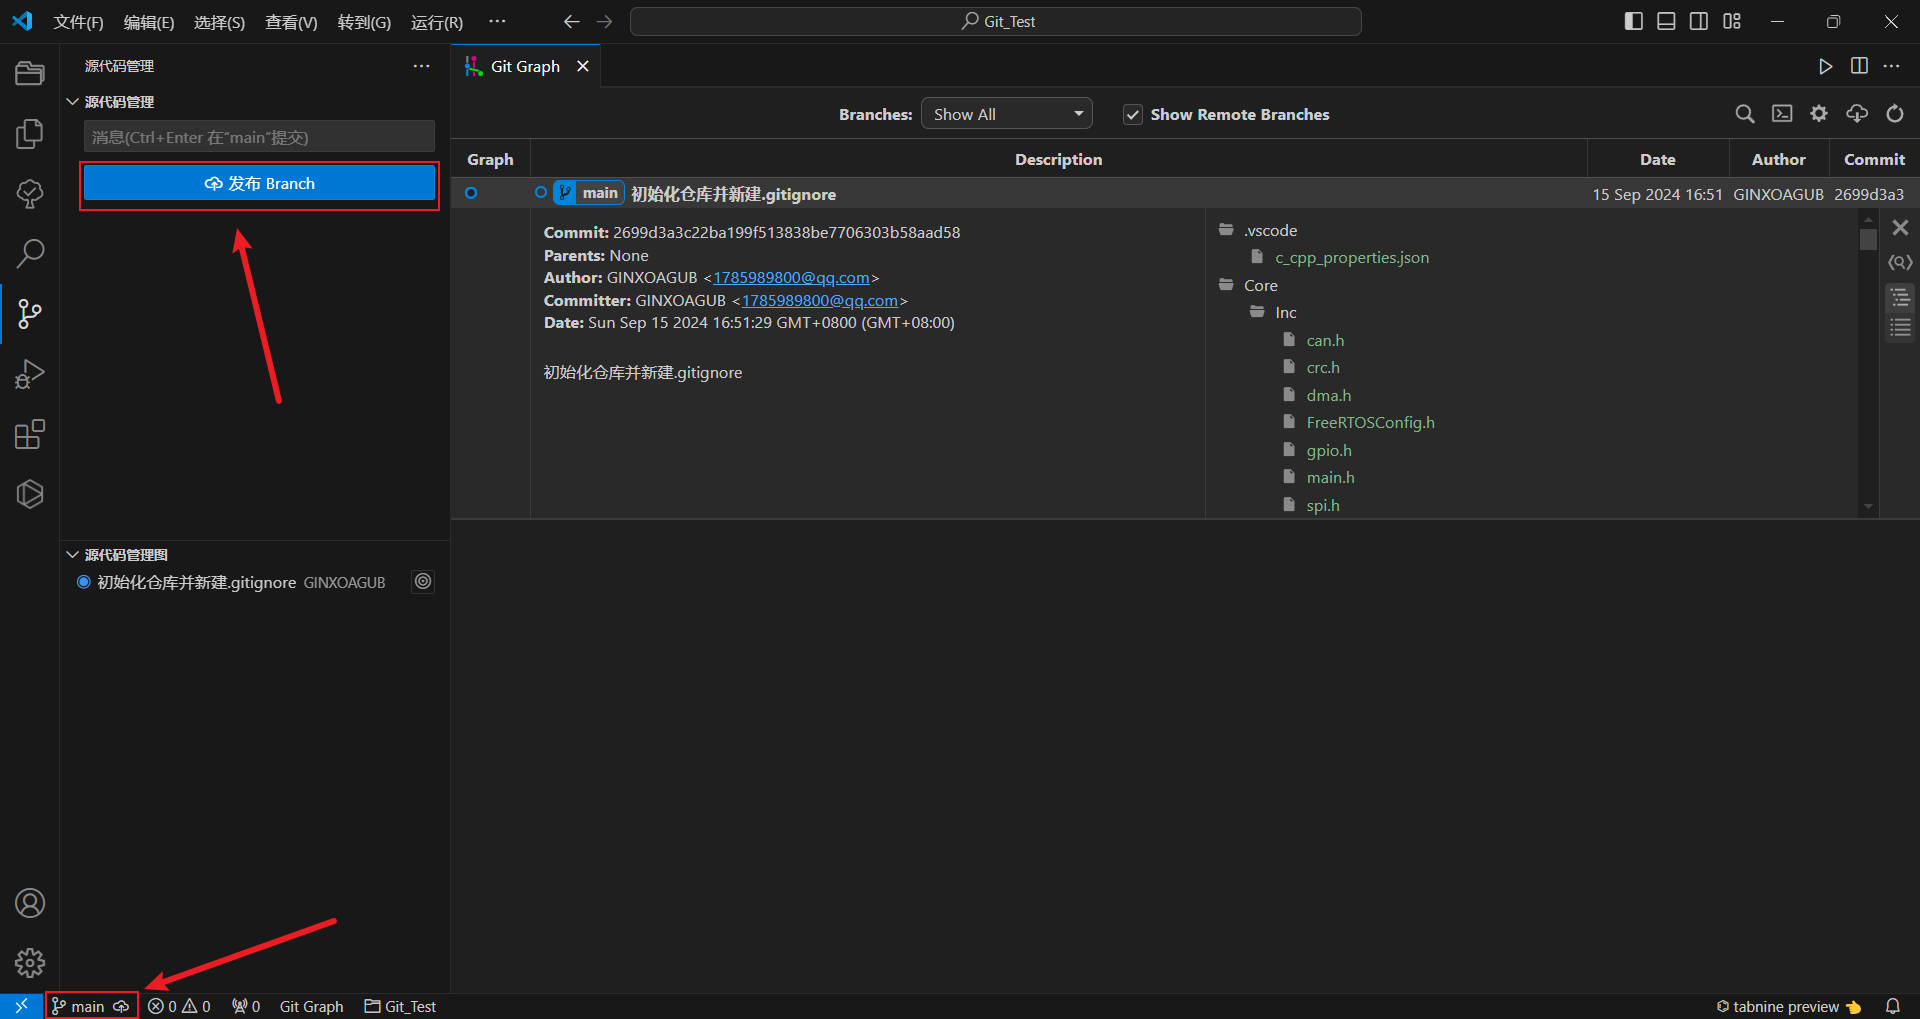 文件(F) 编辑(E) 选择(S) 查看(V) 转到(G) 运行(R) ··· Git_Test
源代码管理 ···
源代码管理
消息(Ctrl+Enter 在"main"提交)
发布 Branch
源代码管理图
初始化仓库并新建.gitignore GINXOAGUB
Git Graph
Branches: Show All Show Remote Branches
Graph Description Date Author Commit
main 初始化仓库并新建.gitignore 15 Sep 2024 16:51 GINXOAGUB 2699d3a3
Commit: 2699d3a3c22ba199f513838be7706303b58aad58
Parents: None
Author: GINXOAGUB <1785989800@qq.com>
Committer: GINXOAGUB <1785989800@qq.com>
Date: Sun Sep 15 2024 16:51:29 GMT+0800 (GMT+08:00)
初始化仓库并新建.gitignore
.vscode
c_cpp_properties.json
Core
Inc
can.h
crc.h
dma.h
FreeRTOSConfig.h
gpio.h
main.h
spi.h
main 0 0 0 Git Graph Git_Test tabnine preview